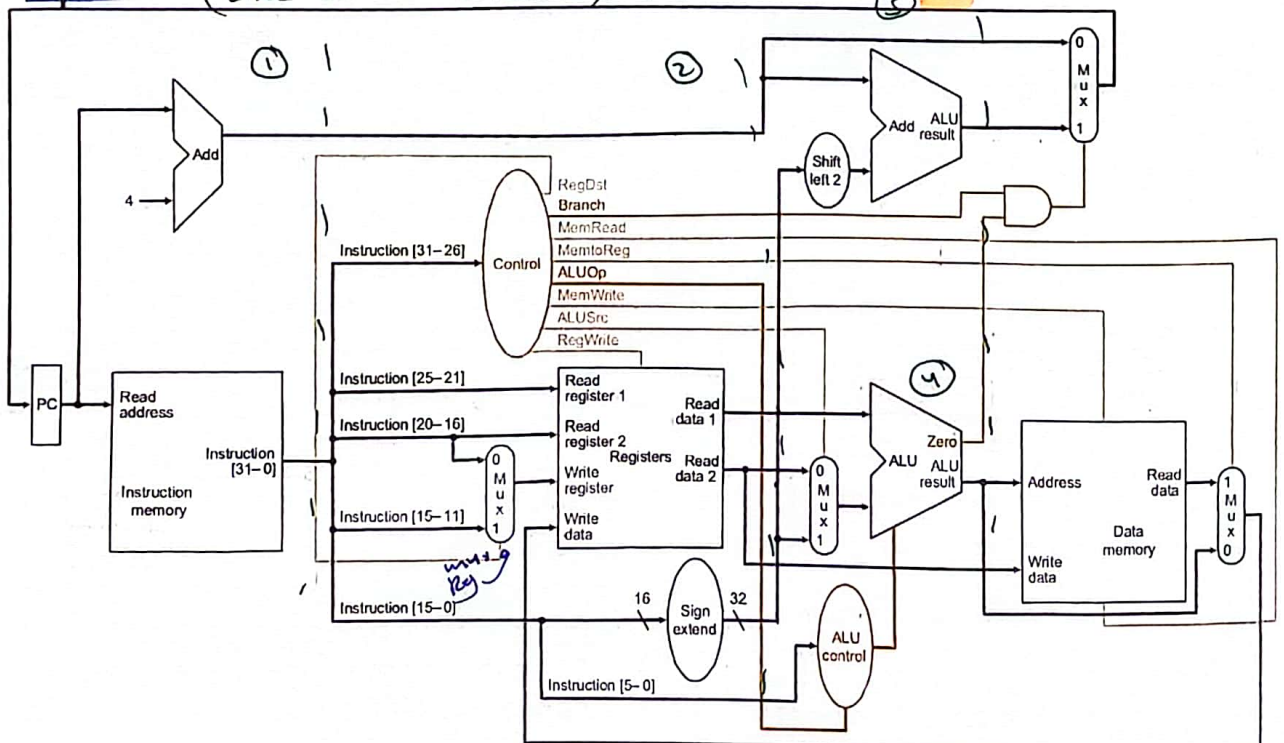 3
1
2
0
M
u
x
1
Add
Add
ALU
result
Shift
left 2
4
RegDst
Branch
MemRead
MemtoReg
ALUOp
MemWrite
ALUSrc
RegWrite
Control
Instruction [31–26]
PC
Read
address
Instruction
[31–0]
Instruction
memory
Instruction [25–21]
Instruction [20–16]
Instruction [15–11]
Instruction [15–0]
Instruction [5–0]
0
M
u
x
1
mux
Reg
Read
register 1
Read
register 2
Write
register
Write
data
Registers
Read
data 1
Read
data 2
16
Sign
extend
32
0
M
u
x
1
4
ALU
Zero
ALU
result
ALU
control
Address
Write
data
Read
data
Data
memory
1
M
u
x
0